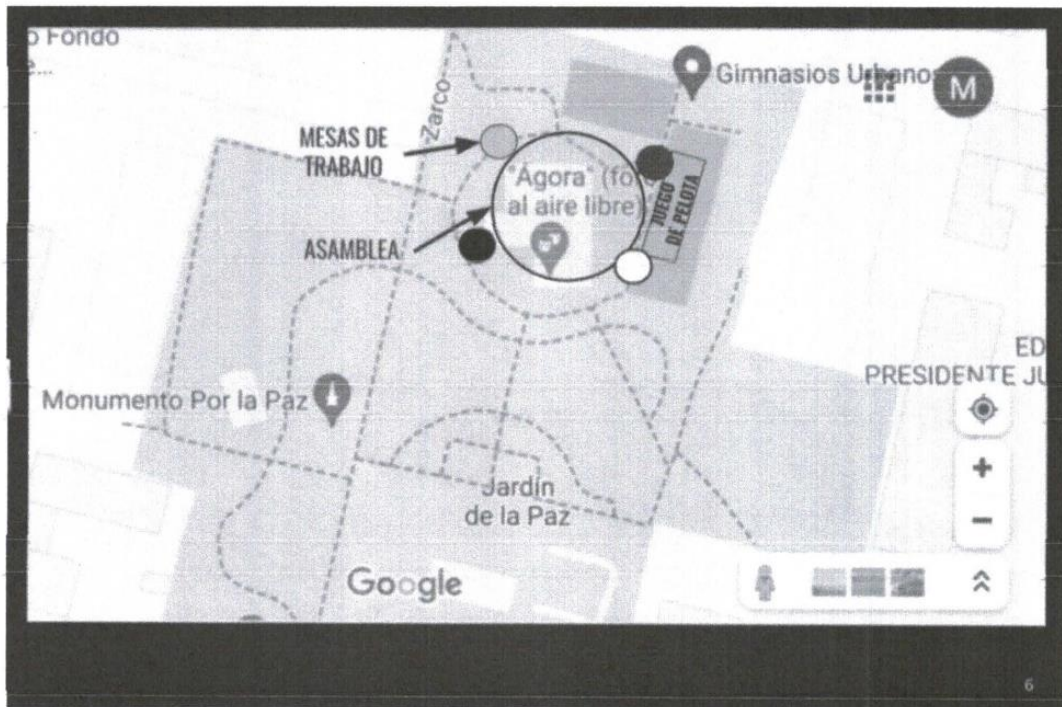 o Fondo
e...
Zarco
Gimnasios Urbanos
M
MESAS DE
TRABAJO
"Ágora" (fo
al aire libre)
JUEGO
DE PELOTA
ASAMBLEA
ED
PRESIDENTE JU
Monumento Por la Paz
Jardín
de la Paz
Google
6